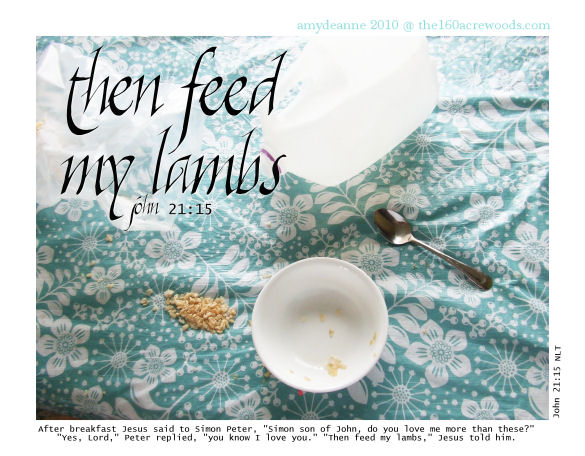 amydeanne 2010 @ the160acrewoods.com
then feed
my lambs
john 21:15
John 21:15 NLT
After breakfast Jesus said to Simon Peter, "Simon son of John, do you love me more than these?"
"Yes, Lord," Peter replied, "you know I love you." "Then feed my lambs," Jesus told him.